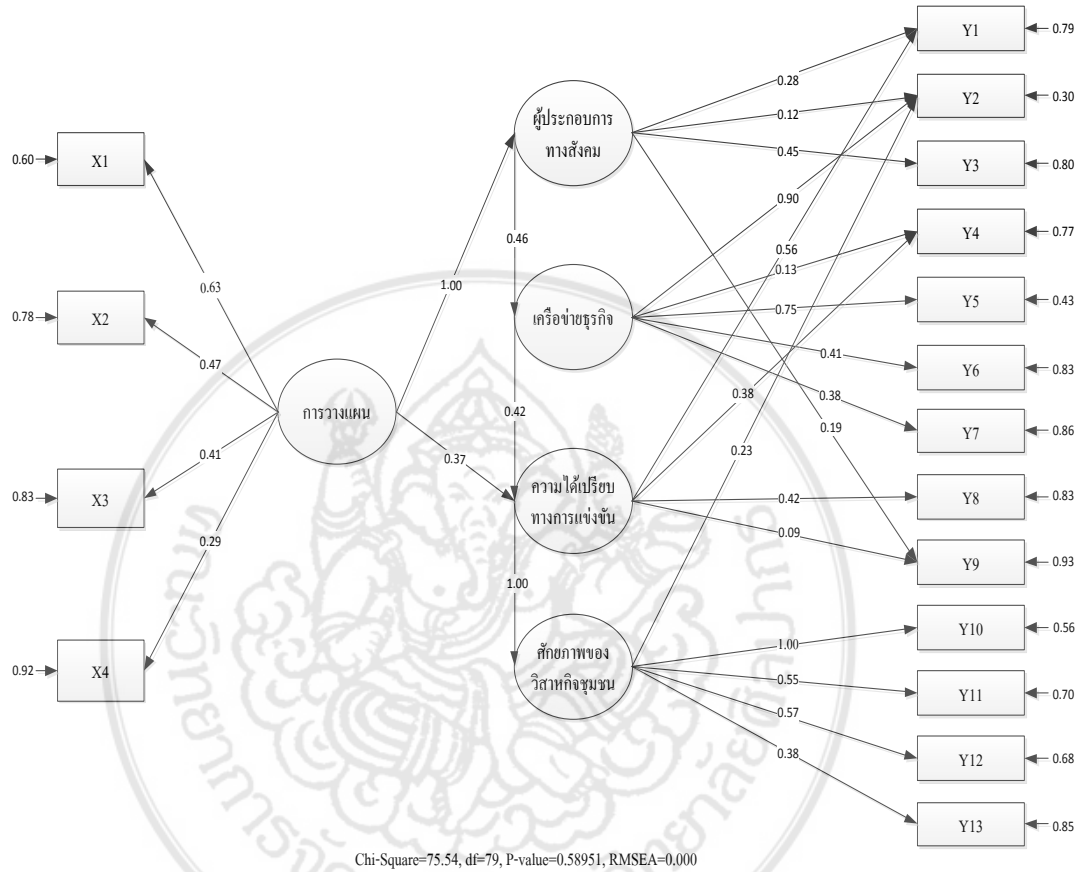 Y1
0.79
0.28
Y2
0.30
ผู้ประกอบการ
ทางสังคม
0.12
0.60
X1
0.45
Y3
0.80
0.90
Y4
0.77
0.46
0.56
0.13
0.63
1.00
0.78
X2
เครือข่ายธุรกิจ
0.75
Y5
0.43
0.41
Y6
0.83
0.47
0.38
0.38
0.42
การวางแผน
0.19
Y7
0.86
0.41
0.37
0.23
0.83
X3
ความได้เปรียบ
ทางการแข่งขัน
0.42
Y8
0.83
0.09
0.29
Y9
0.93
1.00
Y10
0.56
1.00
0.92
X4
ศักยภาพของ
วิสาหกิจชุมชน
0.55
Y11
0.70
0.57
Y12
0.68
0.38
Y13
0.85
Chi-Square=75.54, df=79, P-value=0.58951, RMSEA=0.000